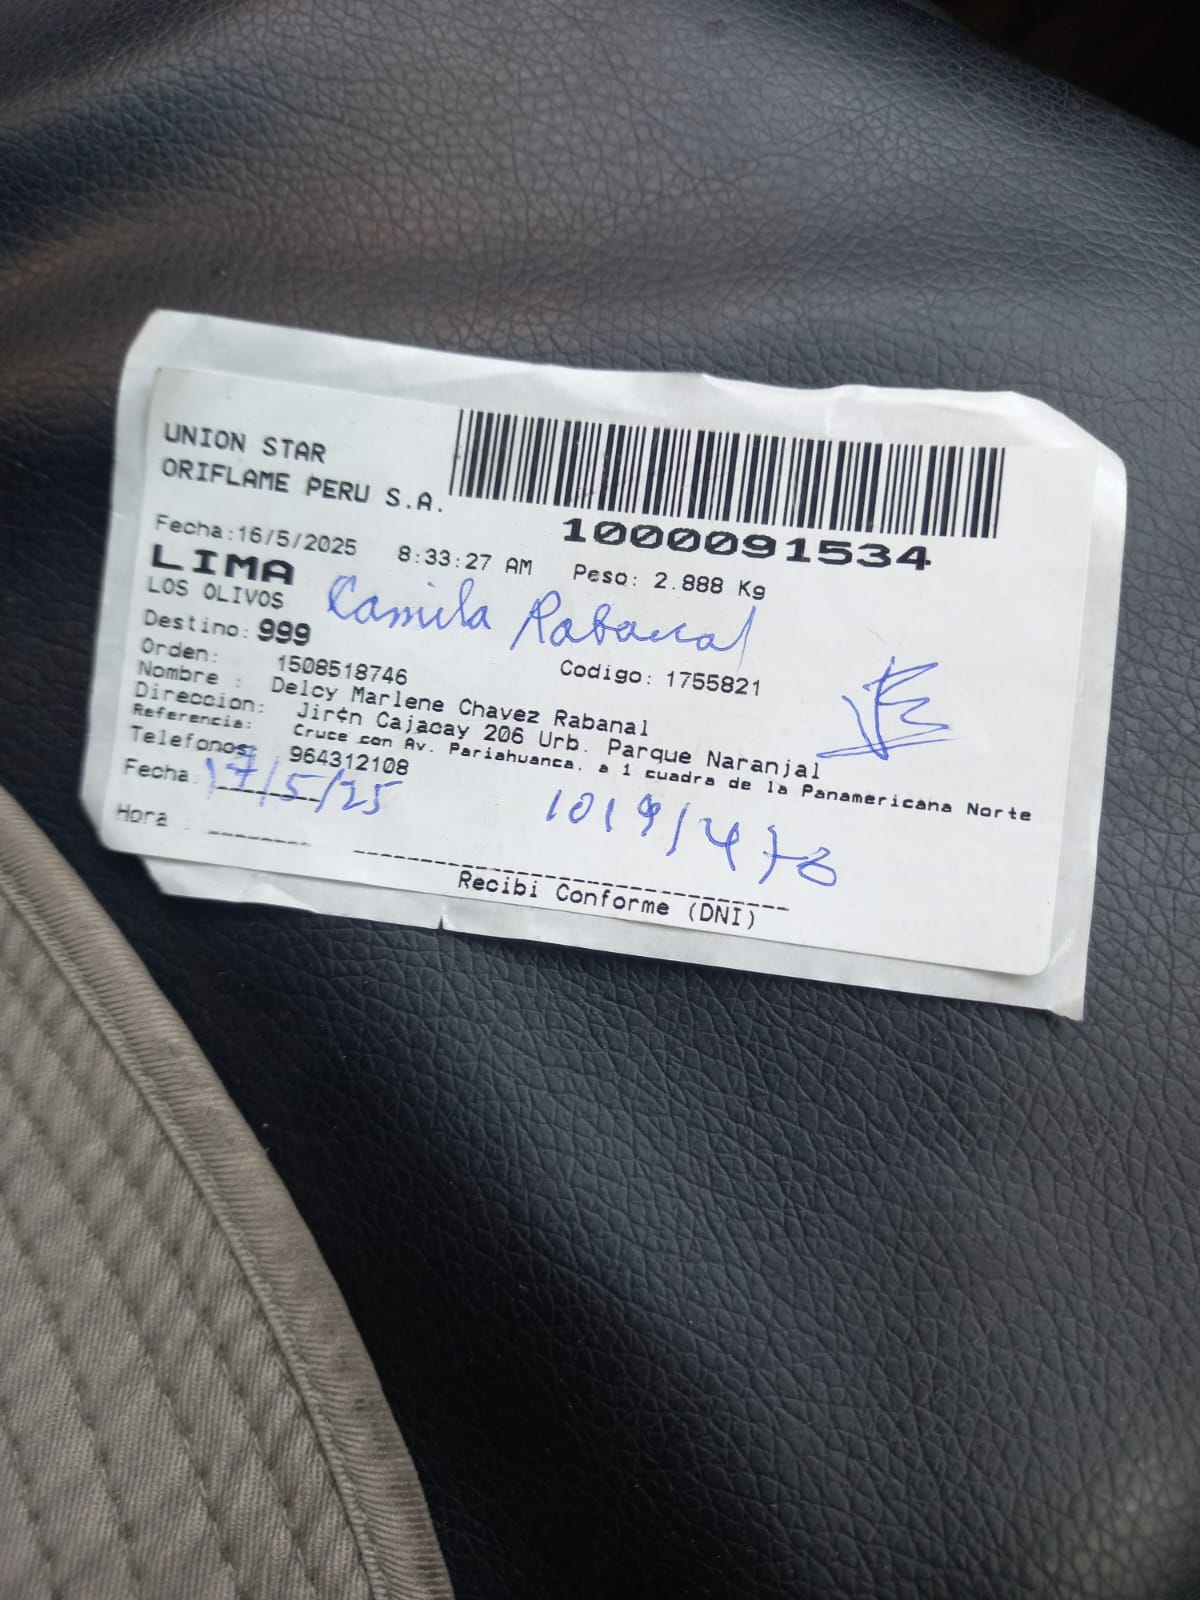 UNION STAR
ORIFLAME PERU S.A.
1000091534
Fecha:16/5/2025 8:33:27 AM Peso: 2.888 Kg
LIMA
LOS OLIVOS Camila Rabanal
Destino: 999
Orden: 1508518746 Codigo: 1755821
Nombre : Delcy Marlene Chavez Rabanal
Direccion: Jir¢n Cajacay 206 Urb. Parque Naranjal
Referencia: Cruce con Av. Pariahuanca, a 1 cuadra de la Panamericana Norte
Telefonos: 964312108
Fecha: 17/5/25
Hora :
Recibi Conforme (DNI)